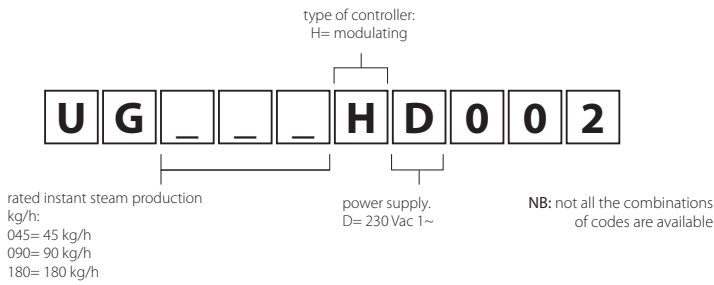 type of controller:
H= modulating
U G _ _ _ H D 0 0 2
rated instant steam production
kg/h:
045= 45 kg/h
090= 90 kg/h
180= 180 kg/h
power supply.
D= 230 Vac 1~
NB: not all the combinations
of codes are available